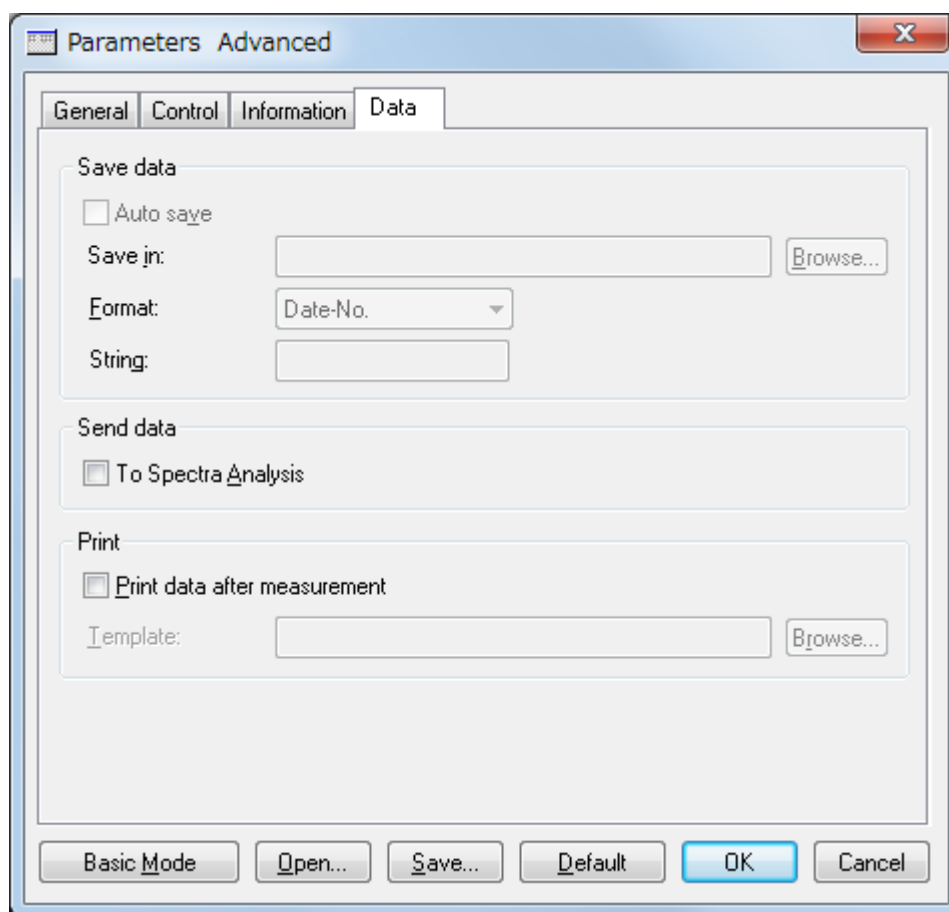 Parameters Advanced
General Control Information Data
Save data
Auto save
Save in: Browse...
Format: Date-No.
String:
Send data
To Spectra Analysis
Print
Print data after measurement
Template: Browse...
Basic Mode Open... Save... Default OK Cancel